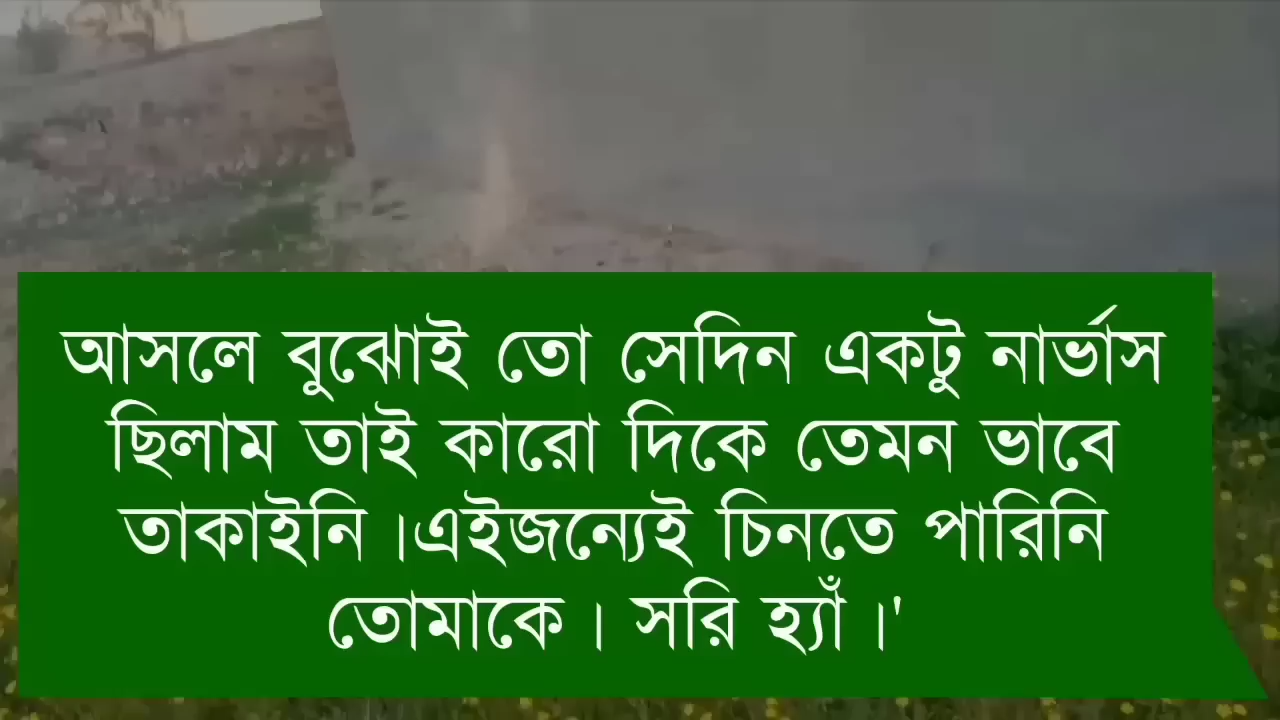 আসলে বুঝোই তো সেদিন একটু নার্ভাস
ছিলাম তাই কারো দিকে তেমন ভাবে
তাকাইনি।এইজন্যেই চিনতে পারিনি
তোমাকে। সরি হ্যাঁ।'